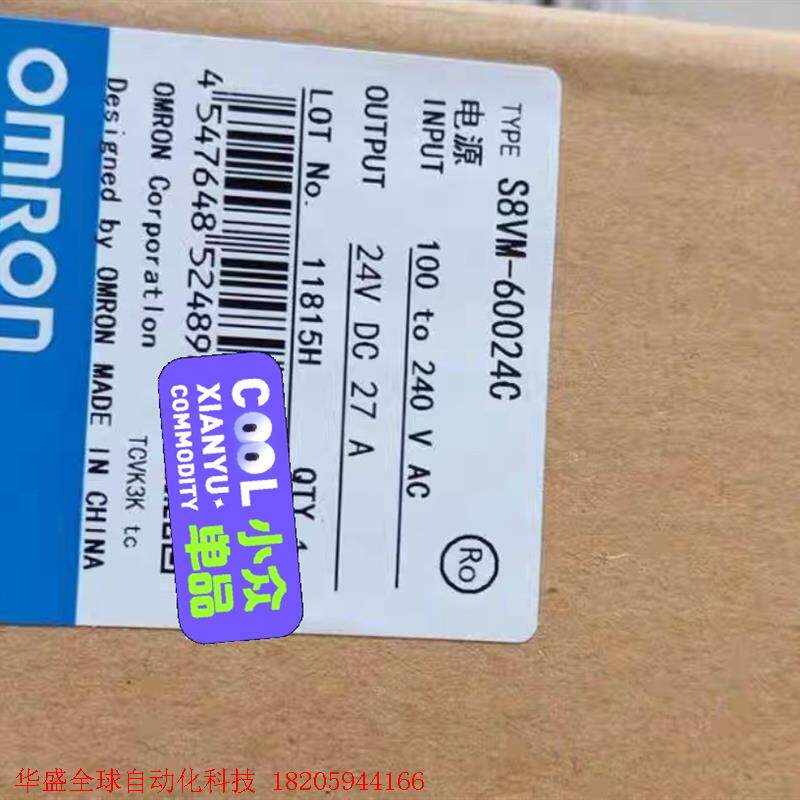 OMRON
TYPE S8VM-60024C
电源
INPUT 100 to 240 V AC
OUTPUT 24V DC 27 A
LOT No. 11815H QTY.1
4 547648 52489
OMRON Corporation
TCVK3K tc
Designed by OMRON MADE IN CHINA
Ro
COOL
XIANYU
COMMODITY
小众
单品
华盛全球自动化科技 18205944166